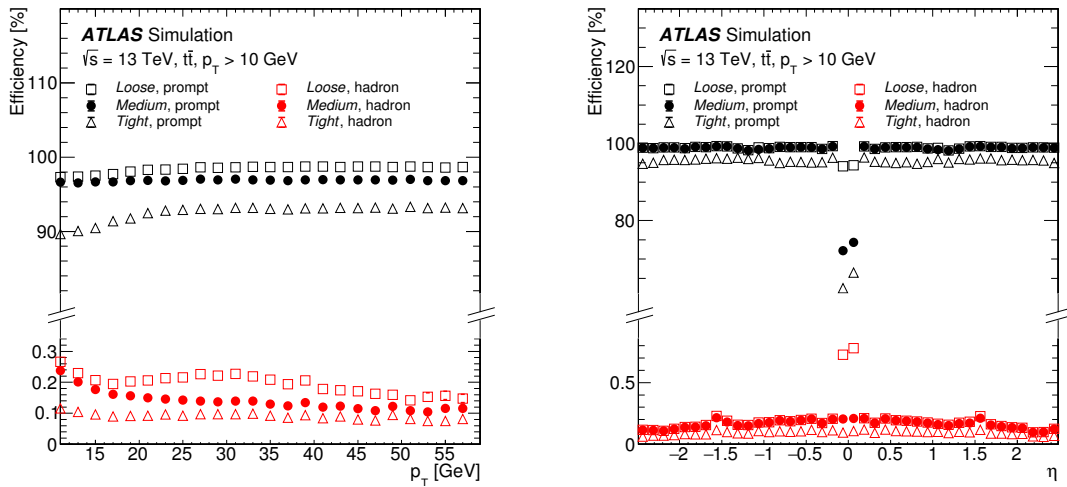 Efficiency [%]
ATLAS Simulation
√s = 13 TeV, tt̄, p_T > 10 GeV
Loose, prompt
Loose, hadron
Medium, prompt
Medium, hadron
Tight, prompt
Tight, hadron
110
100
90
0.3
0.2
0.1
0
15 20 25 30 35 40 45 50 55
p_T [GeV]
Efficiency [%]
ATLAS Simulation
√s = 13 TeV, tt̄, p_T > 10 GeV
Loose, prompt
Loose, hadron
Medium, prompt
Medium, hadron
Tight, prompt
Tight, hadron
120
100
80
0.5
0
−2 −1.5 −1 −0.5 0 0.5 1 1.5 2
η